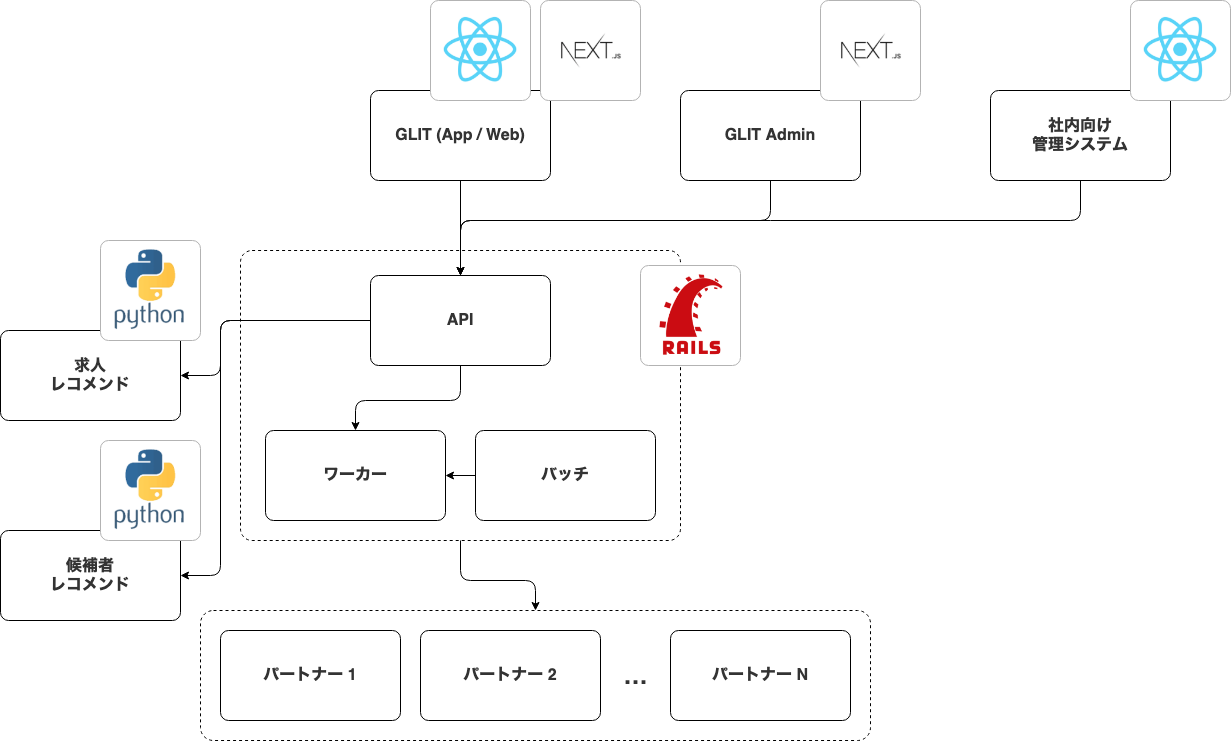 NEXT.JS
NEXT.JS
GLIT (App / Web)
GLIT Admin
社内向け
管理システム
python
API
RAILS
求人
レコメンド
python
ワーカー
バッチ
候補者
レコメンド
パートナー 1
パートナー 2
...
パートナー N